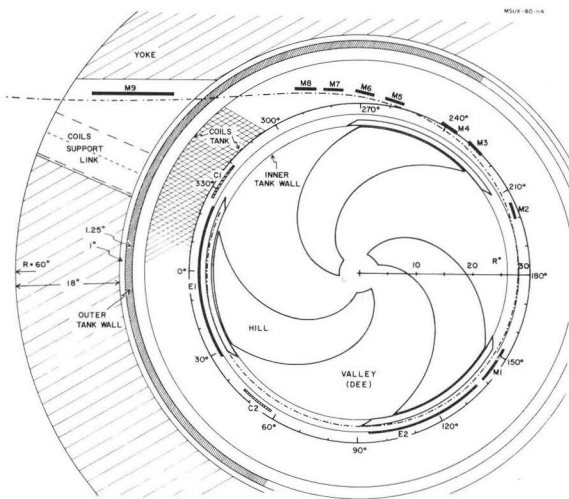 MSUX-80-114
YOKE
M9
M8
M7
M6
M5
270°
240°
M4
M3
300°
COILS
TANK
COILS
SUPPORT
LINK
C1
330°
INNER
TANK WALL
210°
M2
1.25"
1"
R=60"
0°
10
20
R"
30
180°
18"
E1
OUTER
TANK WALL
HILL
30°
VALLEY
(DEE)
150°
M1
C2
60°
120°
E2
90°